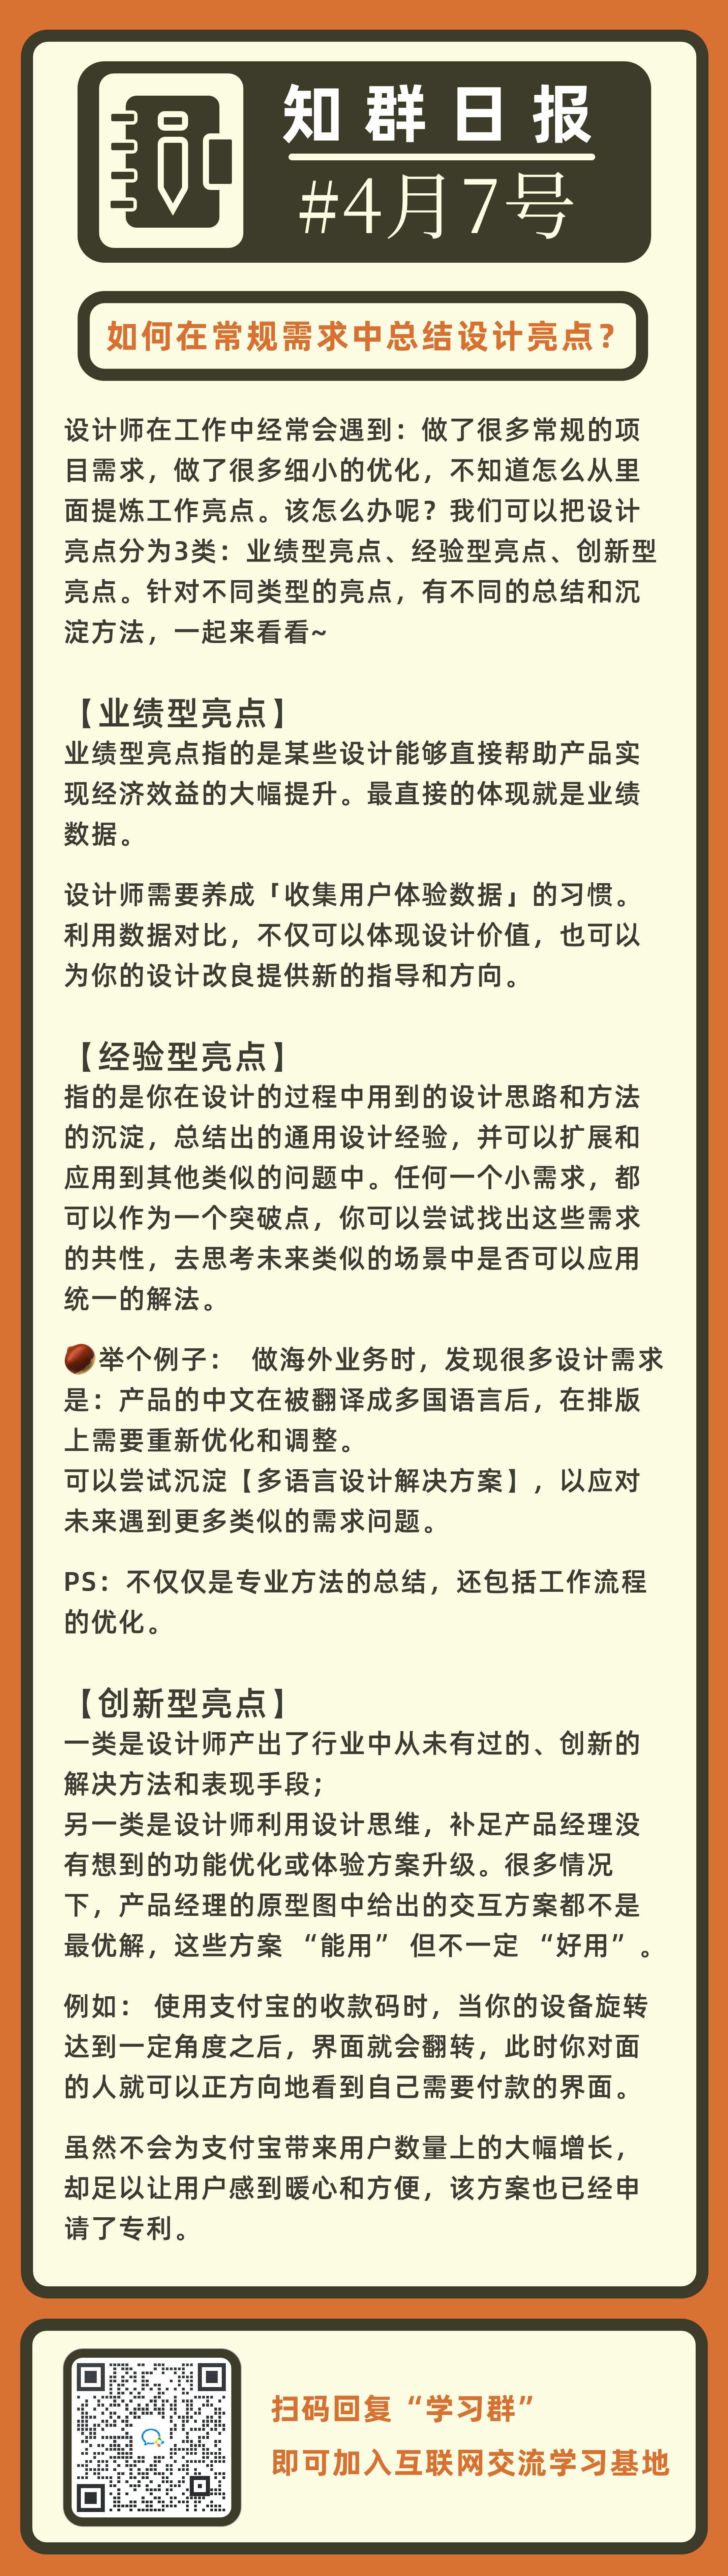 知群日报
#4月7号
如何在常规需求中总结设计亮点？
设计师在工作中经常会遇到：做了很多常规的项
目需求，做了很多细小的优化，不知道怎么从里
面提炼工作亮点。该怎么办呢？我们可以把设计
亮点分为3类：业绩型亮点、经验型亮点、创新型
亮点。针对不同类型的亮点，有不同的总结和沉
淀方法，一起来看看~
【业绩型亮点】
业绩型亮点指的是某些设计能够直接帮助产品实
现经济效益的大幅提升。最直接的体现就是业绩
数据。
设计师需要养成「收集用户体验数据」的习惯。
利用数据对比，不仅可以体现设计价值，也可以
为你的设计改良提供新的指导和方向。
【经验型亮点】
指的是你在设计的过程中用到的设计思路和方法
的沉淀，总结出的通用设计经验，并可以扩展和
应用到其他类似的问题中。任何一个小需求，都
可以作为一个突破点，你可以尝试找出这些需求
的共性，去思考未来类似的场景中是否可以应用
统一的解法。
🌰举个例子： 做海外业务时，发现很多设计需求
是：产品的中文在被翻译成多国语言后，在排版
上需要重新优化和调整。
可以尝试沉淀【多语言设计解决方案】，以应对
未来遇到更多类似的需求问题。
PS：不仅仅是专业方法的总结，还包括工作流程
的优化。
【创新型亮点】
一类是设计师产出了行业中从未有过的、创新的
解决方法和表现手段；
另一类是设计师利用设计思维，补足产品经理没
有想到的功能优化或体验方案升级。很多情况
下，产品经理的原型图中给出的交互方案都不是
最优解，这些方案 “能用” 但不一定 “好用” 。
例如： 使用支付宝的收款码时，当你的设备旋转
达到一定角度之后，界面就会翻转，此时你对面
的人就可以正方向地看到自己需要付款的界面。
虽然不会为支付宝带来用户数量上的大幅增长，
却足以让用户感到暖心和方便，该方案也已经申
请了专利。
扫码回复“学习群”
即可加入互联网交流学习基地